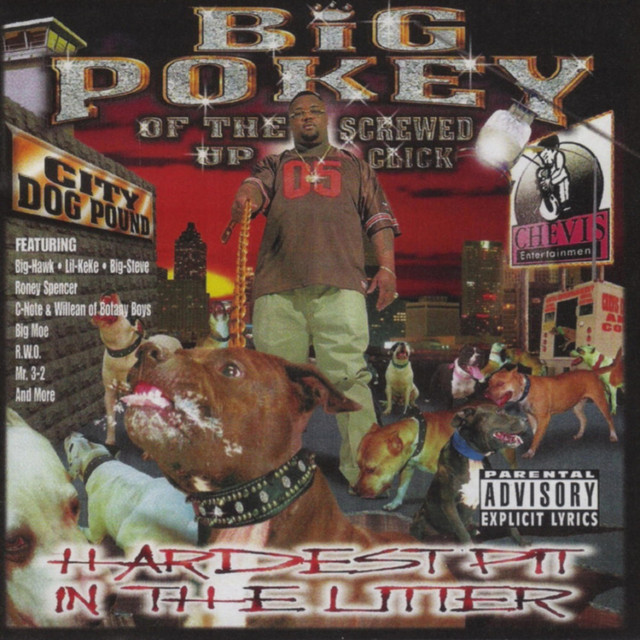 BiG
POKEY
OF THE SCREWED
UP CLICK
CITY
DOG POUND
FEATURING
Big-Hawk • Lil-KeKe • Big-Steve
Roney Spencer
C-Note & Willean of Botany Boys
Big Moe
R.W.O.
Mr. 3-2
And More
05
CHEVIS
Entertainmen
PARENTAL
ADVISORY
EXPLICIT LYRICS
HARDEST PIT
IN THE LITTER